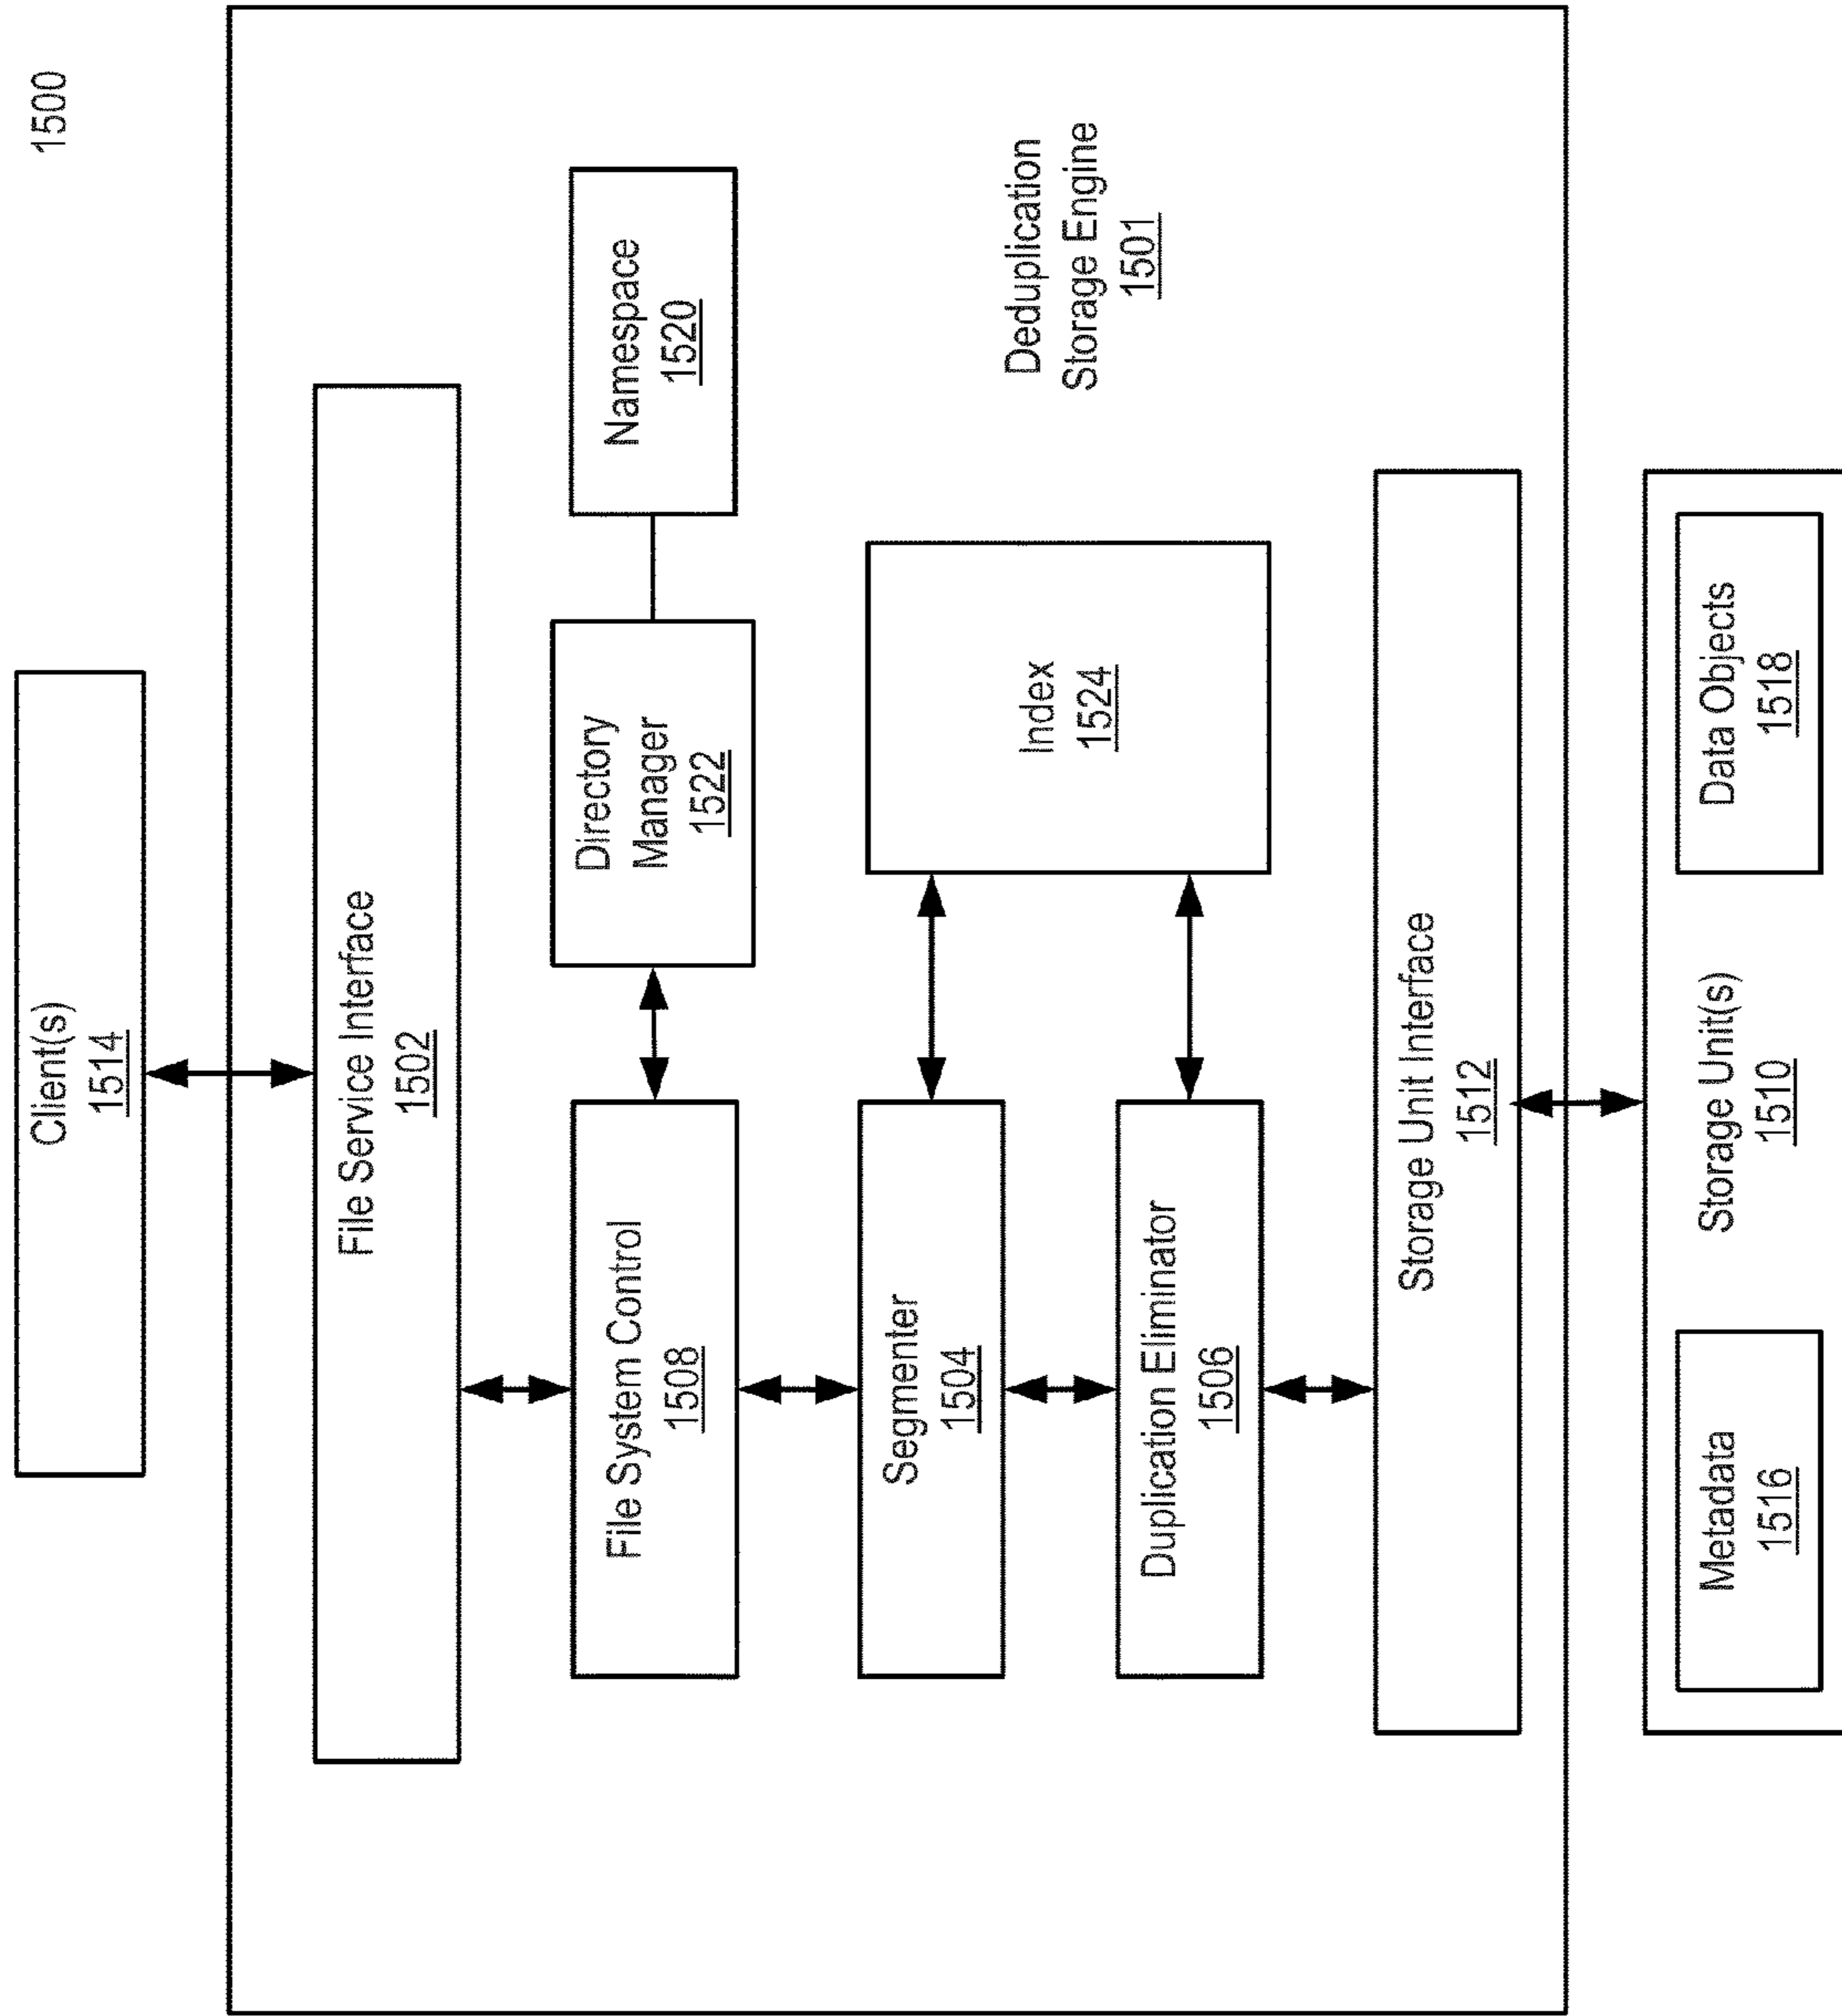 1500
Client(s)
1514
File Service Interface
1502
File System Control
1508
Directory
Manager
1522
Namespace
1520
Segmenter
1504
Index
1524
Duplication Eliminator
1506
Deduplication
Storage Engine
1501
Storage Unit Interface
1512
Metadata
1516
Storage Unit(s)
1510
Data Objects
1518